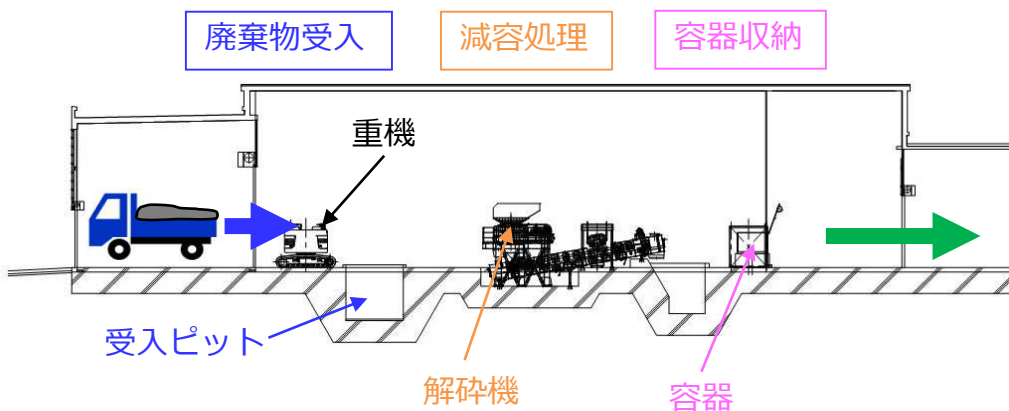 廃棄物受入
減容処理
容器収納
重機
受入ピット
解砕機
容器